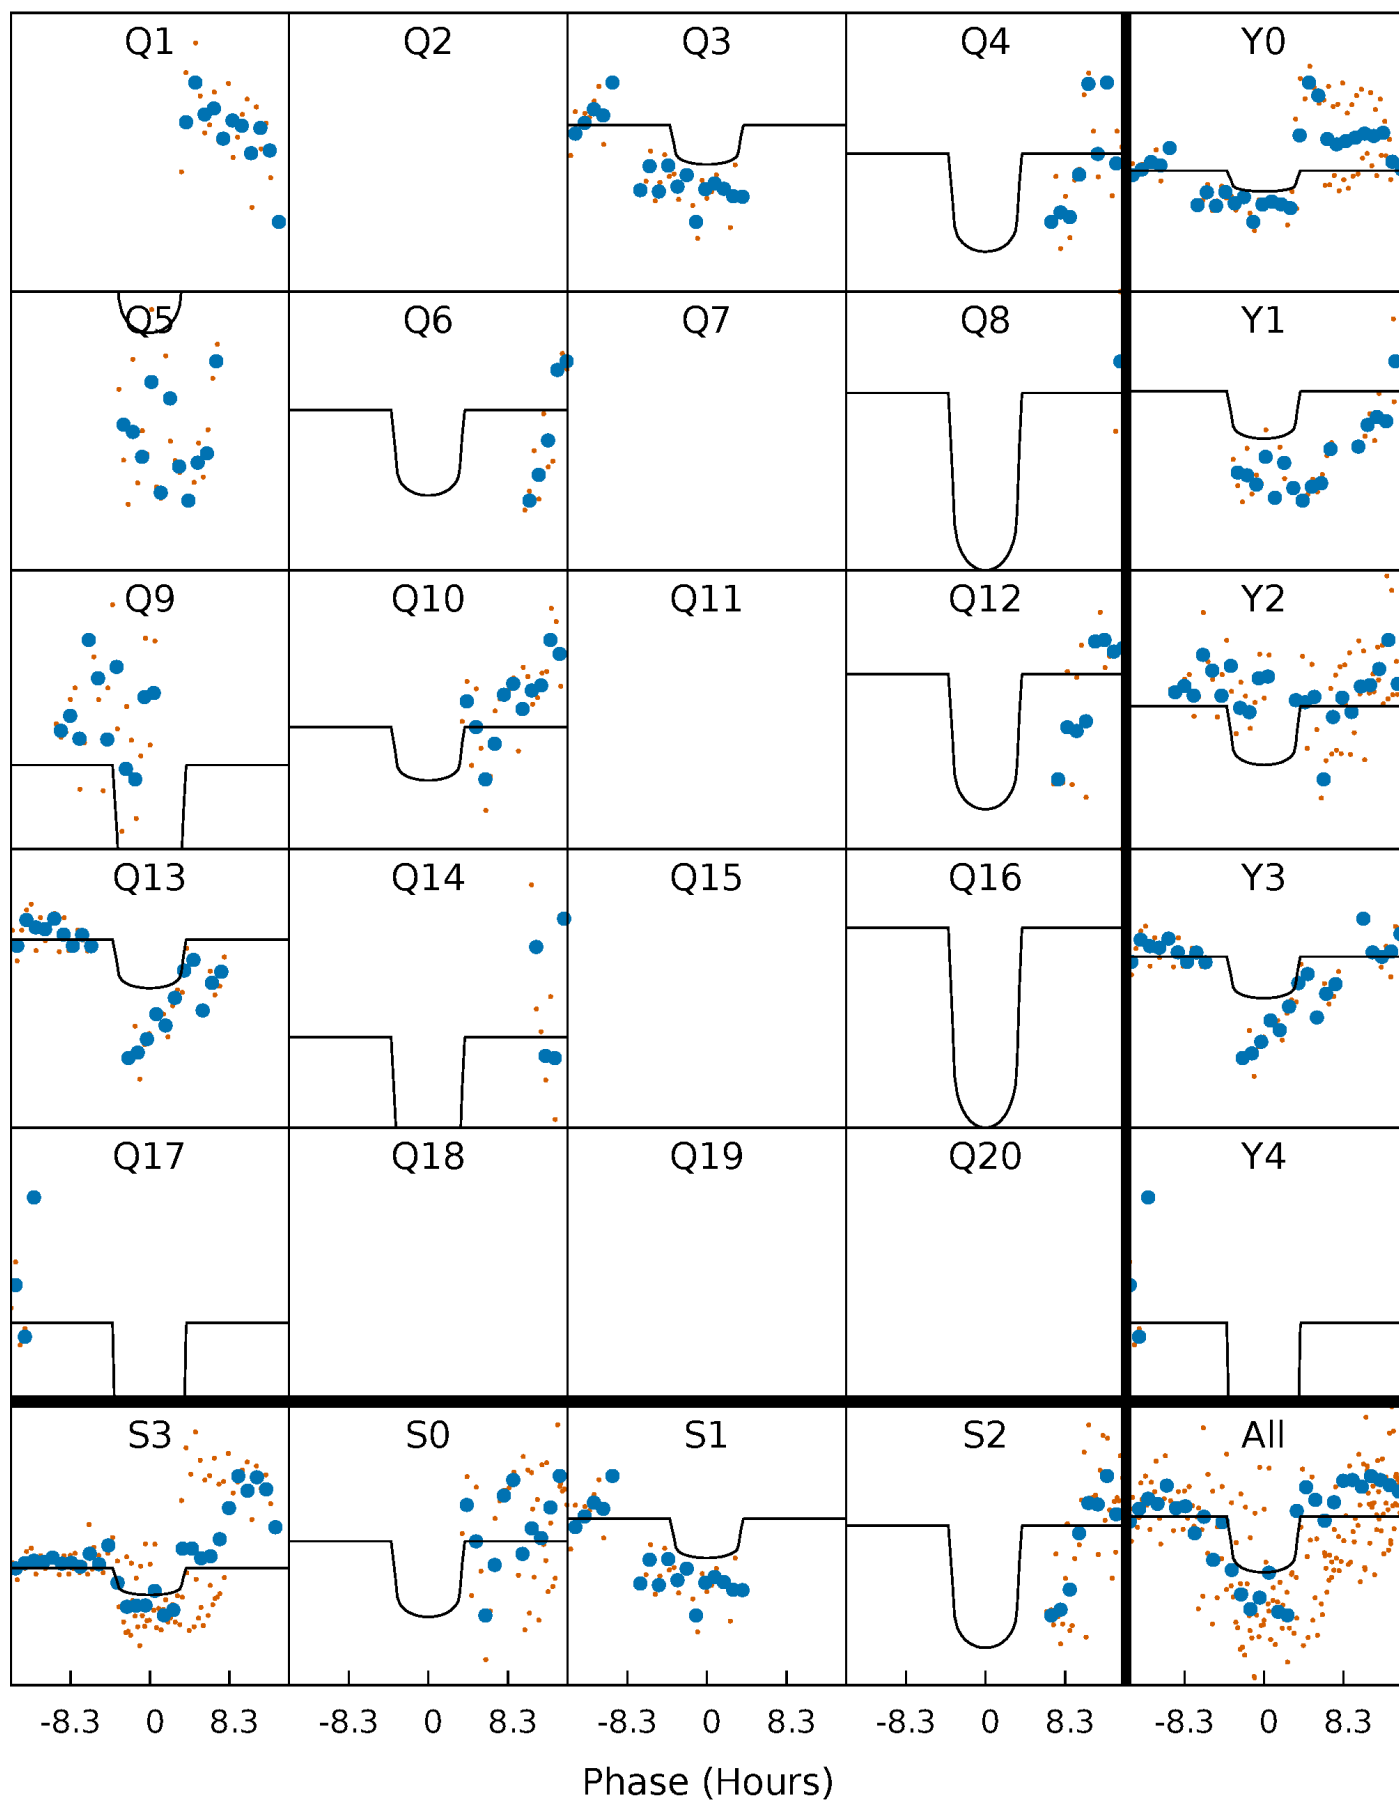 Q1 Q2 Q3 Q4 Y0
Q5 Q6 Q7 Q8 Y1
Q9 Q10 Q11 Q12 Y2
Q13 Q14 Q15 Q16 Y3
Q17 Q18 Q19 Q20 Y4
S3 S0 S1 S2 All
-8.3 0 8.3 -8.3 0 8.3 -8.3 0 8.3 -8.3 0 8.3 -8.3 0 8.3
Phase (Hours)